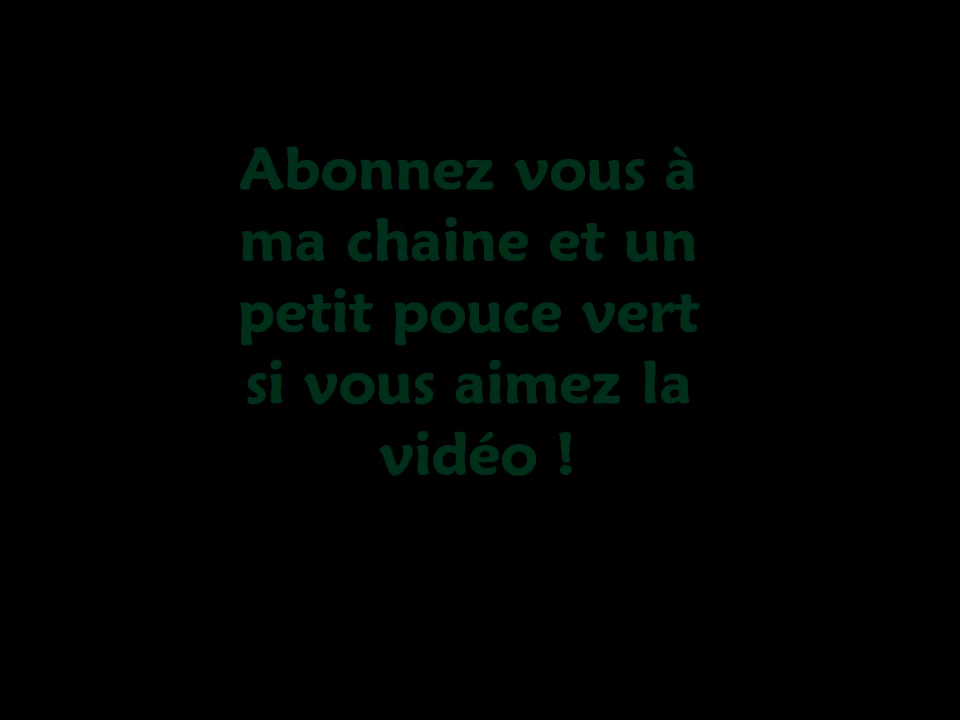 Abonnez vous à
ma chaine et un
petit pouce vert
si vous aimez la
vidéo !